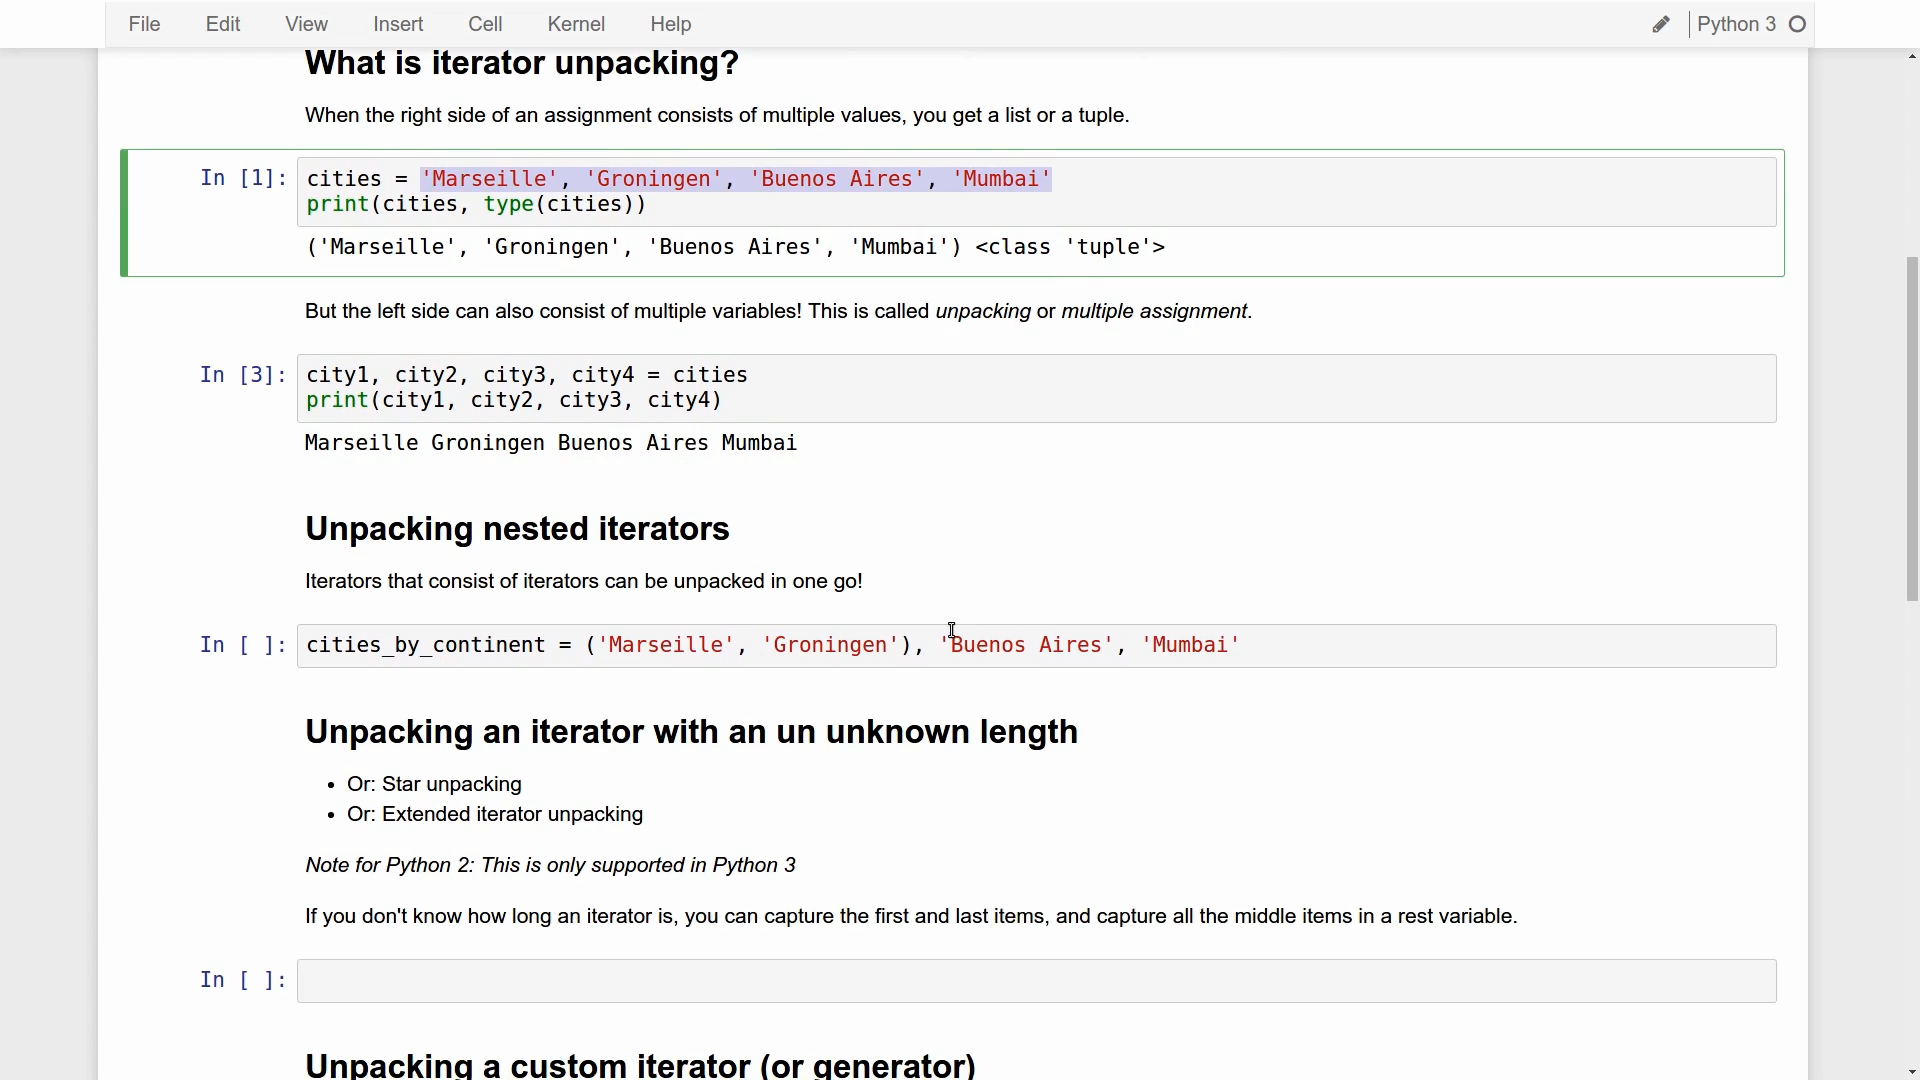 File Edit View Insert Cell Kernel Help Python 3
What is iterator unpacking?
When the right side of an assignment consists of multiple values, you get a list or a tuple.
In [1]: cities = 'Marseille', 'Groningen', 'Buenos Aires', 'Mumbai'
print(cities, type(cities))
('Marseille', 'Groningen', 'Buenos Aires', 'Mumbai') <class 'tuple'>
But the left side can also consist of multiple variables! This is called unpacking or multiple assignment.
In [3]: city1, city2, city3, city4 = cities
print(city1, city2, city3, city4)
Marseille Groningen Buenos Aires Mumbai
Unpacking nested iterators
Iterators that consist of iterators can be unpacked in one go!
In [ ]: cities_by_continent = ('Marseille', 'Groningen'), 'Buenos Aires', 'Mumbai'
Unpacking an iterator with an un unknown length
• Or: Star unpacking
• Or: Extended iterator unpacking
Note for Python 2: This is only supported in Python 3
If you don't know how long an iterator is, you can capture the first and last items, and capture all the middle items in a rest variable.
In [ ]:
Unpacking a custom iterator (or generator)